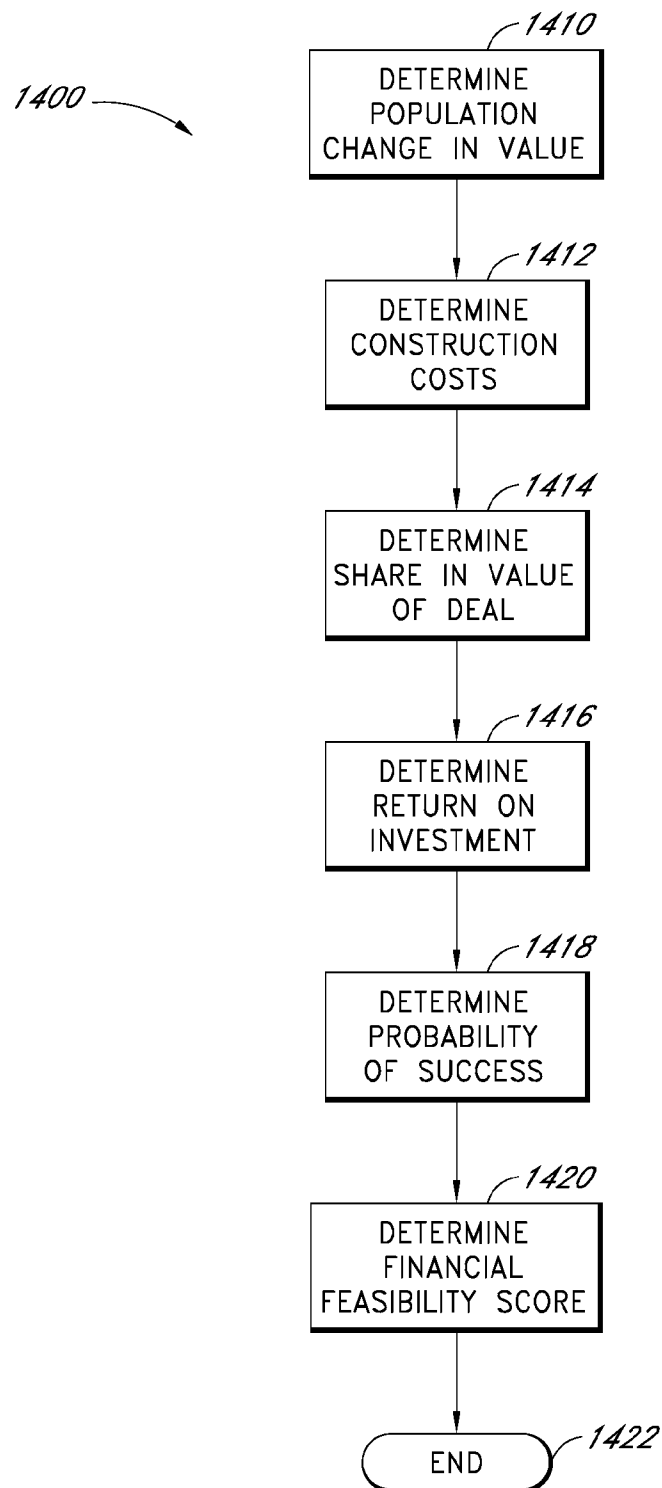 1400
1410
DETERMINE
POPULATION
CHANGE IN VALUE
1412
DETERMINE
CONSTRUCTION
COSTS
1414
DETERMINE
SHARE IN VALUE
OF DEAL
1416
DETERMINE
RETURN ON
INVESTMENT
1418
DETERMINE
PROBABILITY
OF SUCCESS
1420
DETERMINE
FINANCIAL
FEASIBILITY SCORE
1422
END